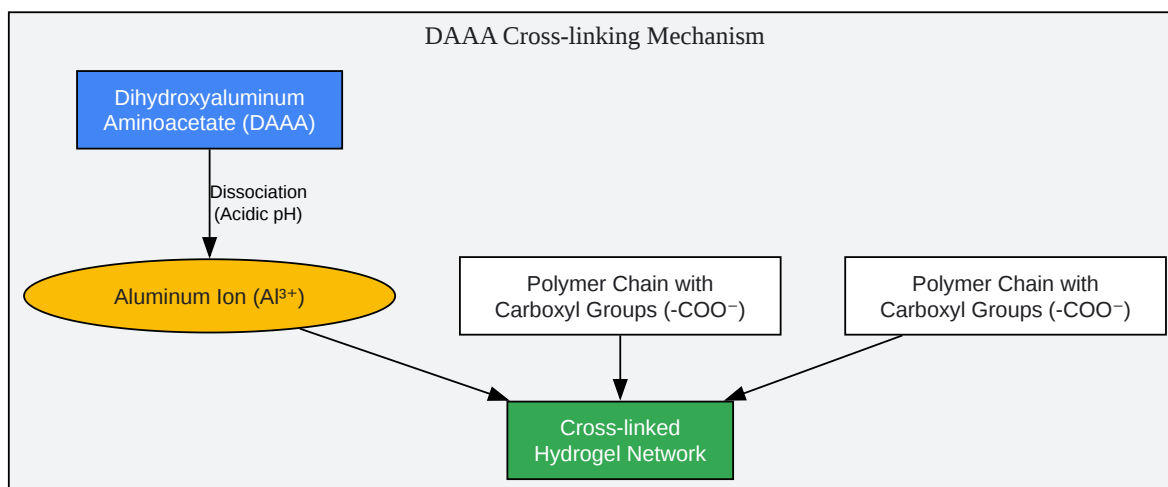 DAAA Cross-linking Mechanism
Dihydroxyaluminum
Aminoacetate (DAAA)
Dissociation
(Acidic pH)
Aluminum Ion (Al³⁺)
Polymer Chain with
Carboxyl Groups (-COO⁻)
Polymer Chain with
Carboxyl Groups (-COO⁻)
Cross-linked
Hydrogel Network